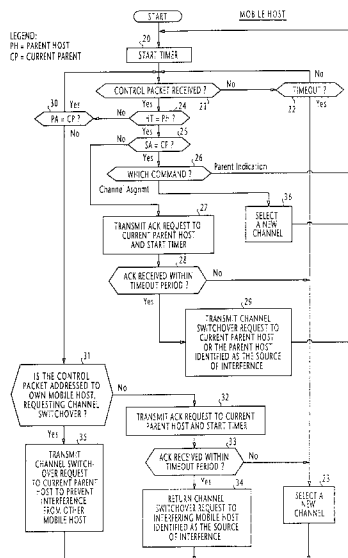 START
MOBILE HOST
LEGEND:
PH = PARENT HOST
CP = CURRENT PARENT
20
START TIMER
CONTROL PACKET RECEIVED ?
No
TIMEOUT ?
No
21
22
Yes
Yes
30
Yes
24
PA = CP ?
No
HT = PH ?
No
Yes
25
SA = CP ?
No
Yes
26
WHICH COMMAND ?
Parent Indication
Channel Asgnmt
27
36
TRANSMIT ACK REQUEST TO
CURRENT PARENT HOST
AND START TIMER
SELECT
A NEW
CHANNEL
28
ACK RECEIVED WITHIN
TIMEOUT PERIOD ?
No
Yes
29
TRANSMIT CHANNEL
SWITCHOVER REQUEST TO
CURRENT PARENT HOST
OR THE PARENT HOST
IDENTIFIED AS THE SOURCE
OF INTERFERNCE
31
IS THE CONTROL
PACKET ADDRESSED TO
OWN MOBILE HOST,
REQUESTING CHANNEL
SWITCHOVER ?
No
32
TRANSMIT ACK REQUEST TO CURRENT
PARENT HOST AND START TIMER
Yes
35
33
TRANSMIT
CHANNEL SWITCH-
OVER REQUEST
TO CURRENT PARENT
HOST TO PREVENT
INTERFERENCE
FROM OTHER
MOBILE HOST
ACK RECEIVED WITHIN
TIMEOUT PERIOD ?
No
Yes
34
23
RETURN CHANNEL
SWITCHOVER REQUEST TO
INTERFERING MOBILE HOST
IDENTIFIED AS THE SOURCE
OF INTERFERNCE
SELECT A
NEW
CHANNEL